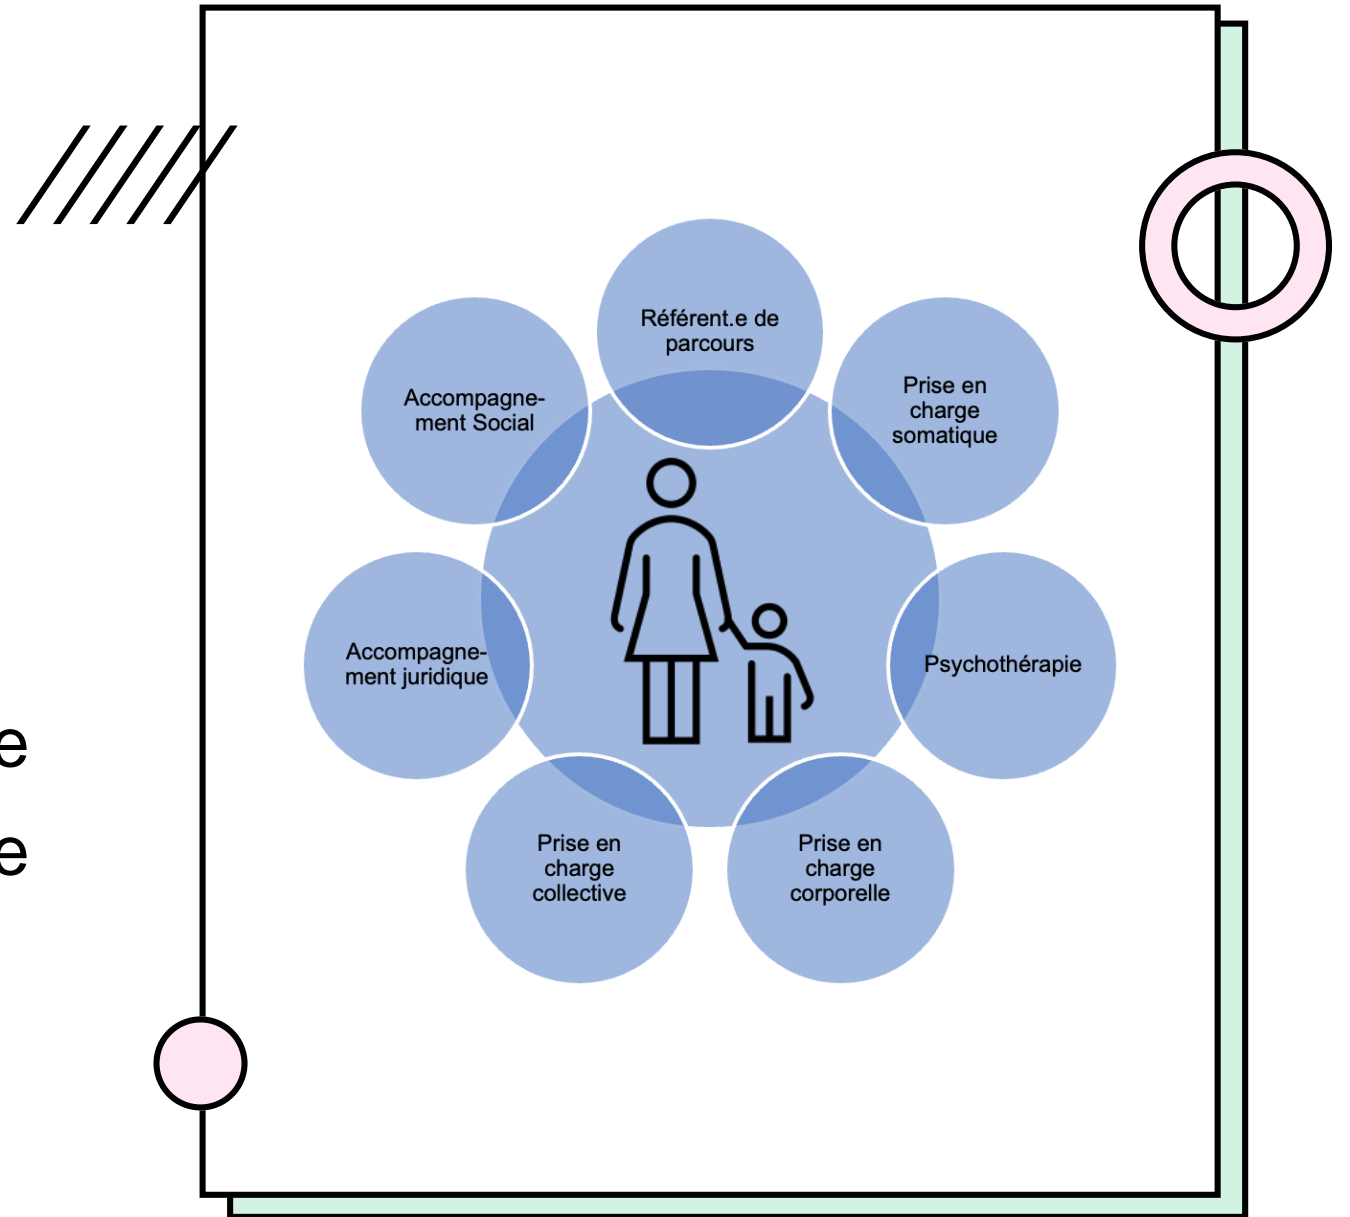 Référent.e de
parcours
Prise en
charge
somatique
Psychothérapie
Prise en
charge
corporelle
Prise en
charge
collective
Accompagne-
ment juridique
Accompagne-
ment Social
e
e